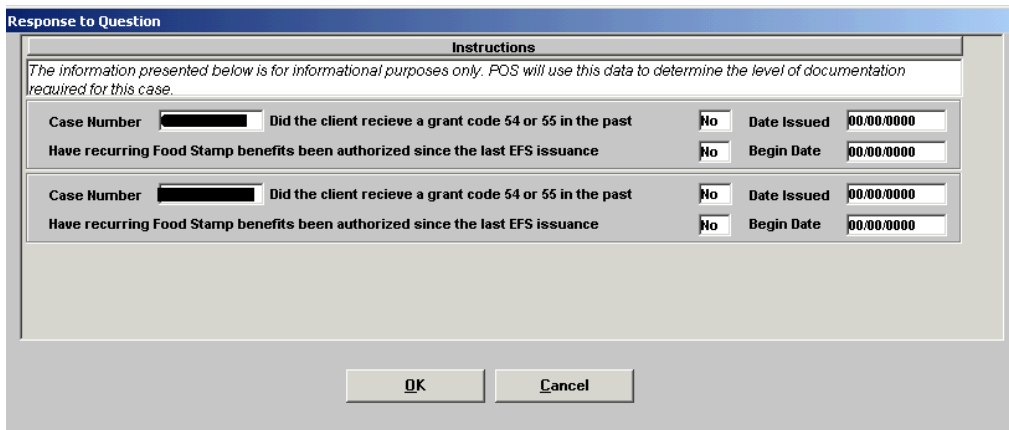 Response to Question
Instructions
The information presented below is for informational purposes only. POS will use this data to determine the level of documentation
required for this case.
Case Number Did the client recieve a grant code 54 or 55 in the past No Date Issued 00/00/0000
Have recurring Food Stamp benefits been authorized since the last EFS issuance No Begin Date 00/00/0000
Case Number Did the client recieve a grant code 54 or 55 in the past No Date Issued 00/00/0000
Have recurring Food Stamp benefits been authorized since the last EFS issuance No Begin Date 00/00/0000
OK Cancel